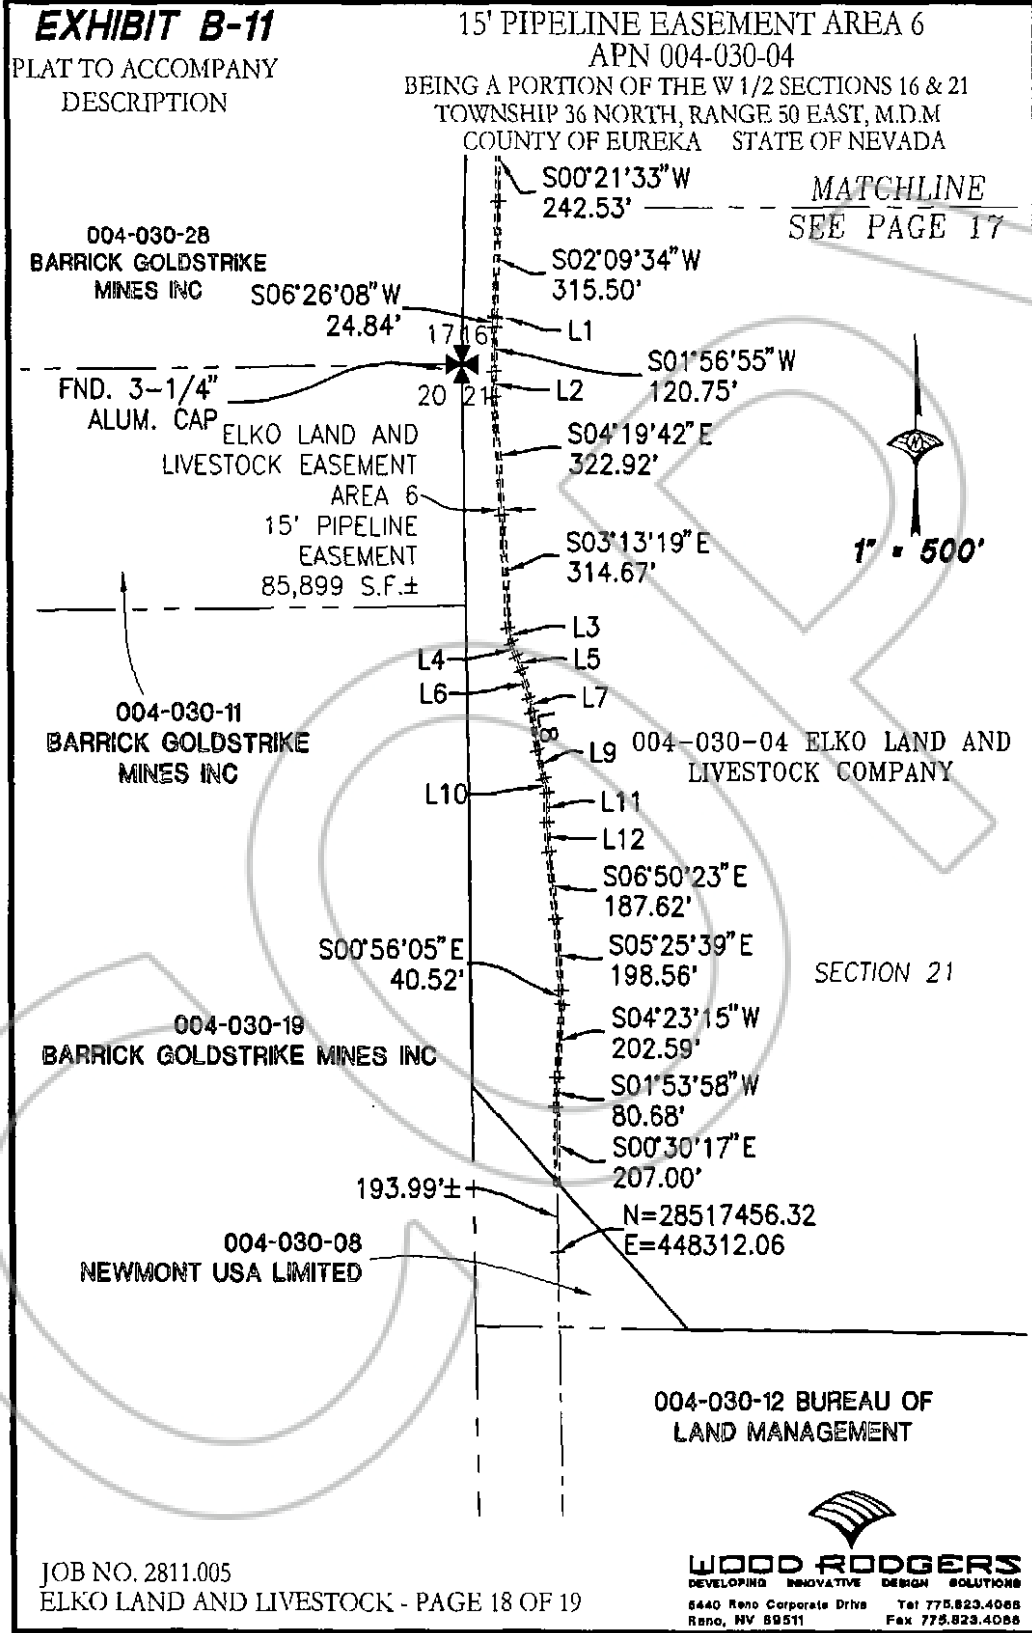 EXHIBIT B-11
PLAT TO ACCOMPANY
DESCRIPTION
15' PIPELINE EASEMENT AREA 6
APN 004-030-04
BEING A PORTION OF THE W 1/2 SECTIONS 16 & 21
TOWNSHIP 36 NORTH, RANGE 50 EAST, M.D.M
COUNTY OF EUREKA STATE OF NEVADA
S00°21'33"W
242.53'
MATCHLINE
SEE PAGE 17
004-030-28
BARRICK GOLDSTRIKE
MINES INC
S02°09'34"W
315.50'
S06°26'08"W
24.84'
L1
17 16
20 21
S01°56'55"W
120.75'
L2
FND. 3-1/4"
ALUM. CAP
S04°19'42"E
322.92'
ELKO LAND AND
LIVESTOCK EASEMENT
AREA 6
15' PIPELINE
EASEMENT
85,899 S.F.±
N
1" = 500'
S03°13'19"E
314.67'
L3
L4
L5
L6
L7
L8
004-030-11
BARRICK GOLDSTRIKE
MINES INC
004-030-04 ELKO LAND AND
LIVESTOCK COMPANY
L9
L10
L11
L12
S06°50'23"E
187.62'
S00°56'05"E
40.52'
S05°25'39"E
198.56'
SECTION 21
004-030-19
BARRICK GOLDSTRIKE MINES INC
S04°23'15"W
202.59'
S01°53'58"W
80.68'
S00°30'17"E
207.00'
193.99'±
N=28517456.32
E=448312.06
004-030-08
NEWMONT USA LIMITED
004-030-12 BUREAU OF
LAND MANAGEMENT
JOB NO. 2811.005
ELKO LAND AND LIVESTOCK - PAGE 18 OF 19
WOOD RODGERS
DEVELOPING INNOVATIVE DESIGN SOLUTIONS
5440 Reno Corporate Drive Tel 775.823.4068
Reno, NV 89511 Fax 775.823.4066
COPY